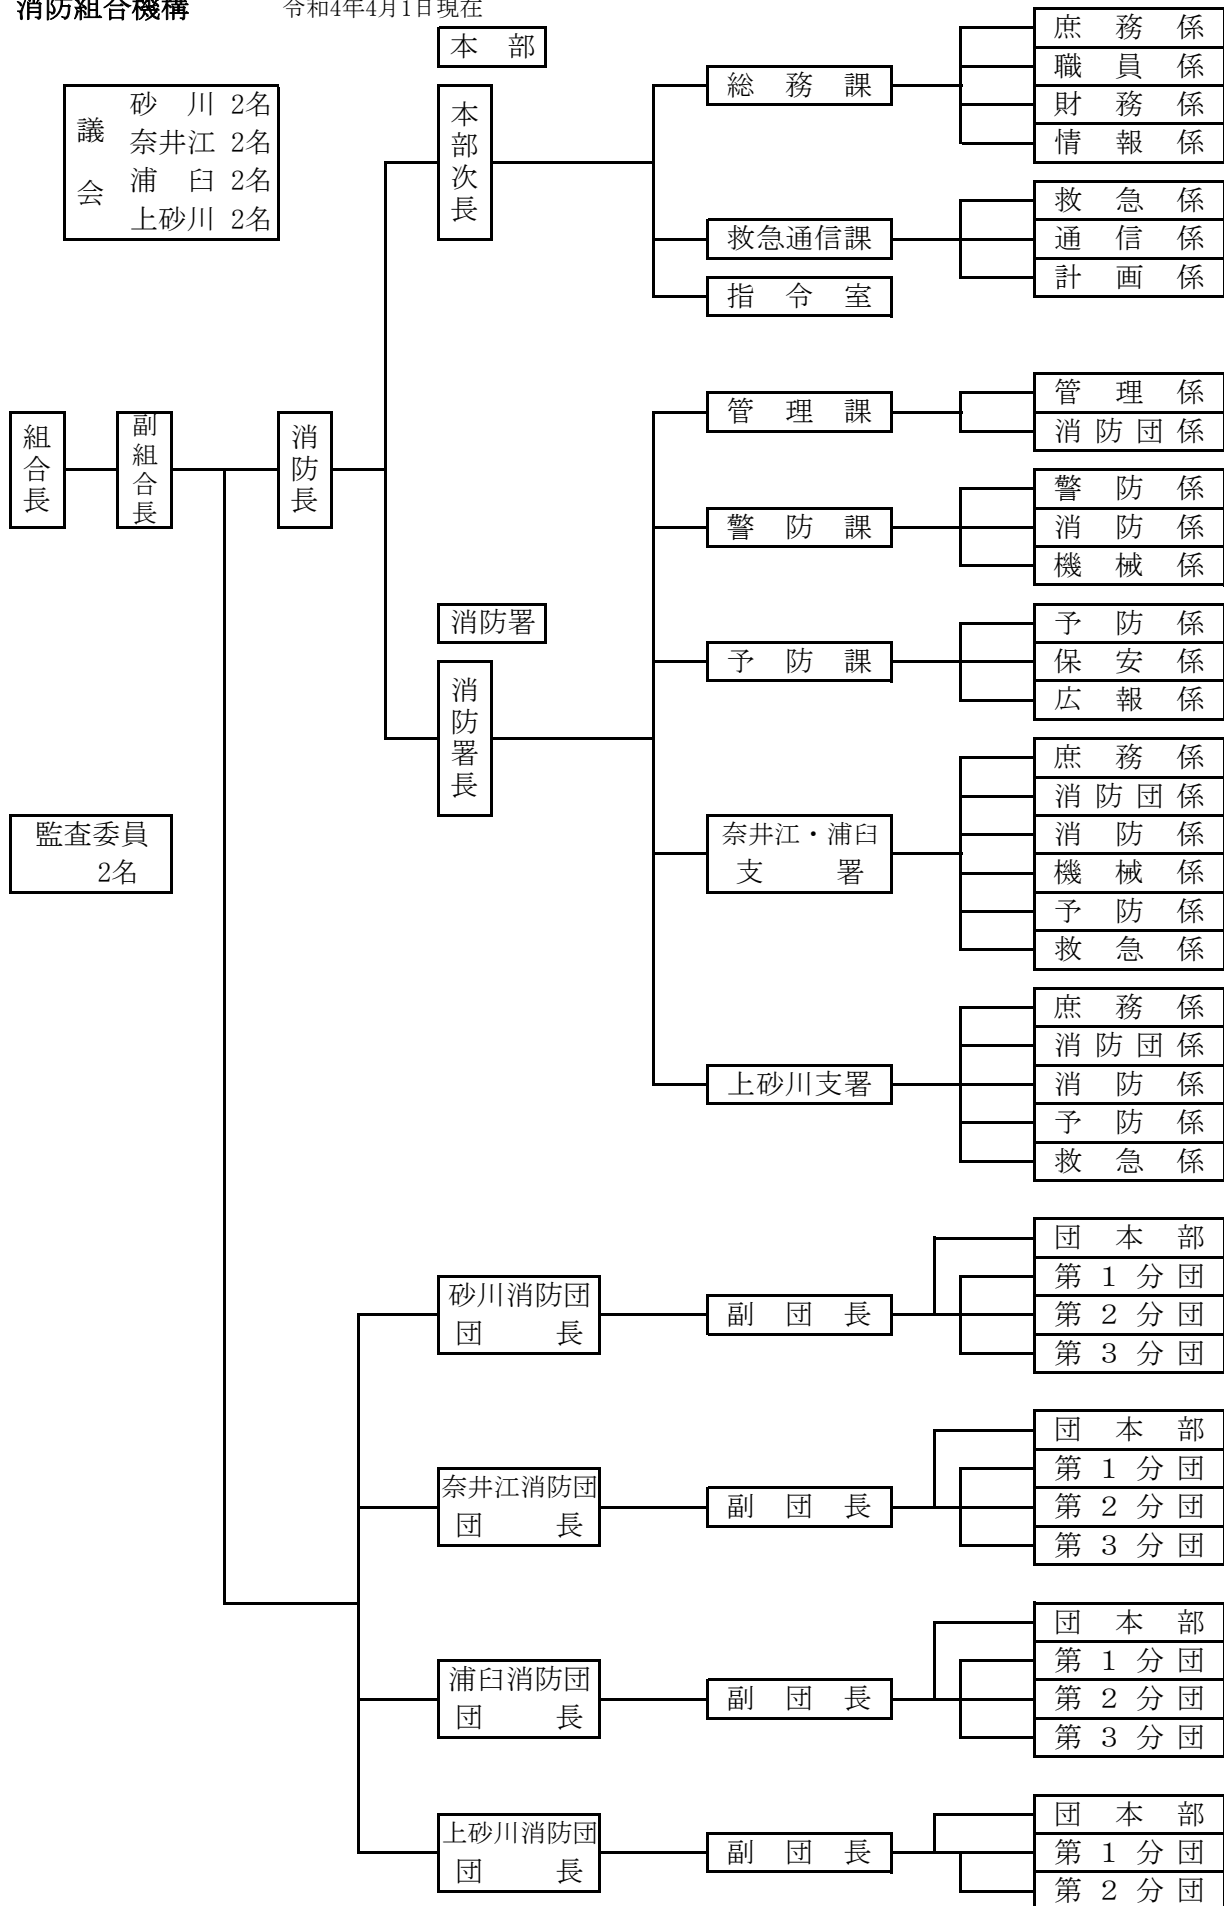 消防組合機構　令和4年4月1日現在
議会
砂川 2名
奈井江 2名
浦臼 2名
上砂川 2名
組合長
副組合長
消防長
監査委員
2名
本部
本部次長
総務課
庶務係
職員係
財務係
情報係
救急通信課
救急係
通信係
計画係
指令室
消防署
消防署長
管理課
管理係
消防団係
警防課
警防係
消防係
機械係
予防課
予防係
保安係
広報係
奈井江・浦臼
支署
庶務係
消防団係
消防係
機械係
予防係
救急係
上砂川支署
庶務係
消防団係
消防係
予防係
救急係
砂川消防団
団長
副団長
団本部
第1分団
第2分団
第3分団
奈井江消防団
団長
副団長
団本部
第1分団
第2分団
第3分団
浦臼消防団
団長
副団長
団本部
第1分団
第2分団
第3分団
上砂川消防団
団長
副団長
団本部
第1分団
第2分団